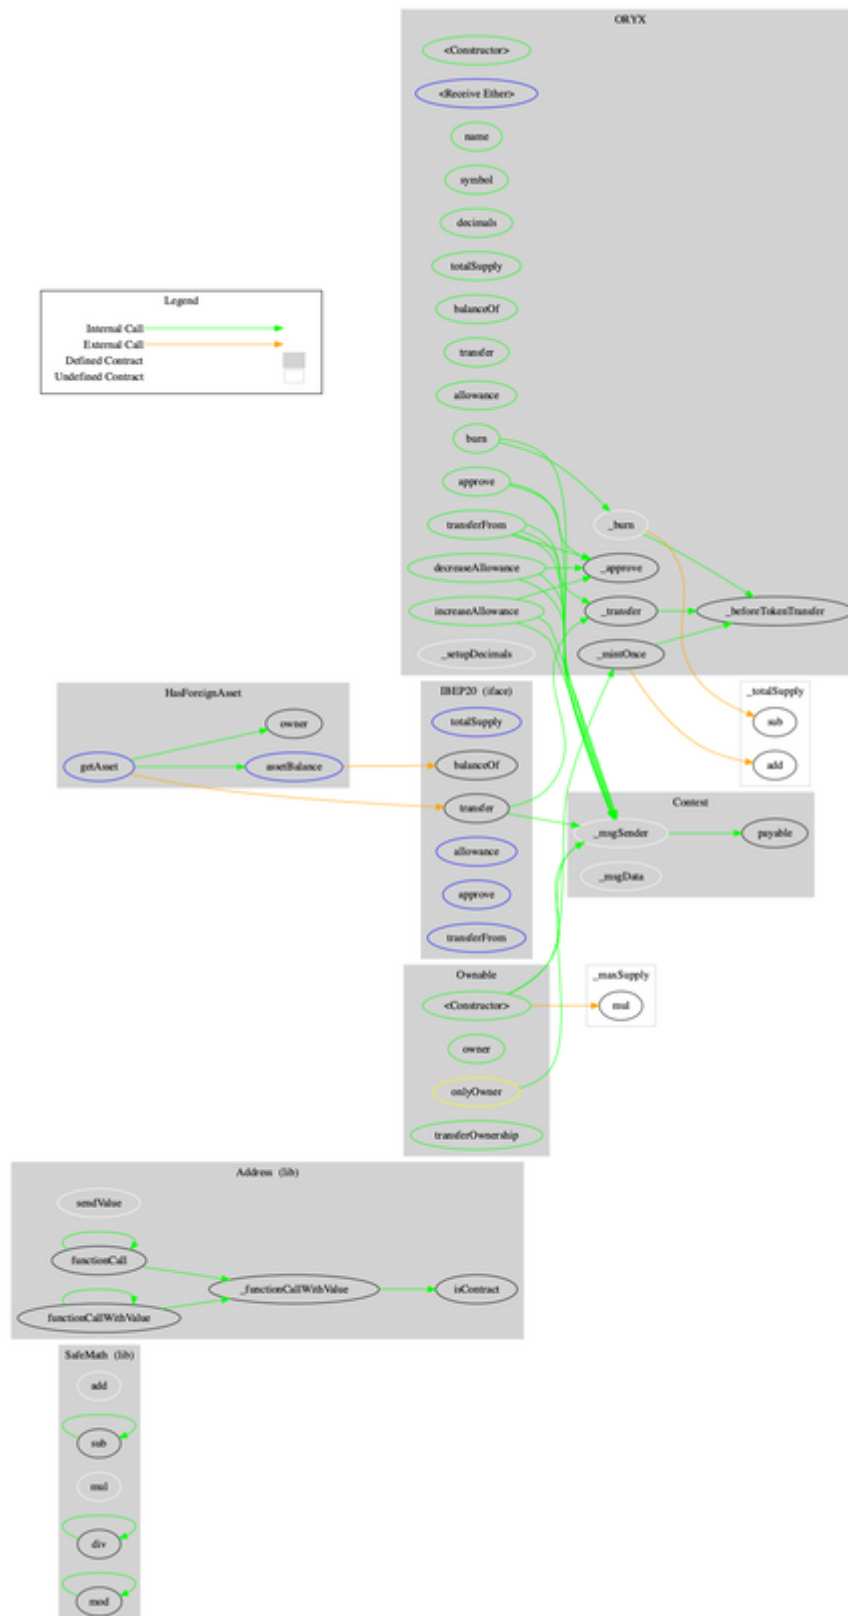 ORYX
<Constructor>
<Receive Ether>
name
symbol
decimals
totalSupply
balanceOf
transfer
allowance
burn
approve
transferFrom
_burn
decreaseAllowance
_approve
increaseAllowance
_transfer
_beforeTokenTransfer
_setupDecimals
_mintOnce
Legend
Internal Call
External Call
Defined Contract
Undefined Contract
HasForeignAsset
owner
getAsset
assetBalance
IBEP20 (iface)
totalSupply
balanceOf
transfer
allowance
approve
transferFrom
_totalSupply
sub
add
Context
_msgSender
payable
_msgData
Ownable
<Constructor>
owner
onlyOwner
transferOwnership
_maxSupply
mul
Address (lib)
sendValue
functionCall
_functionCallWithValue
isContract
functionCallWithValue
SafeMath (lib)
add
sub
mul
div
mod